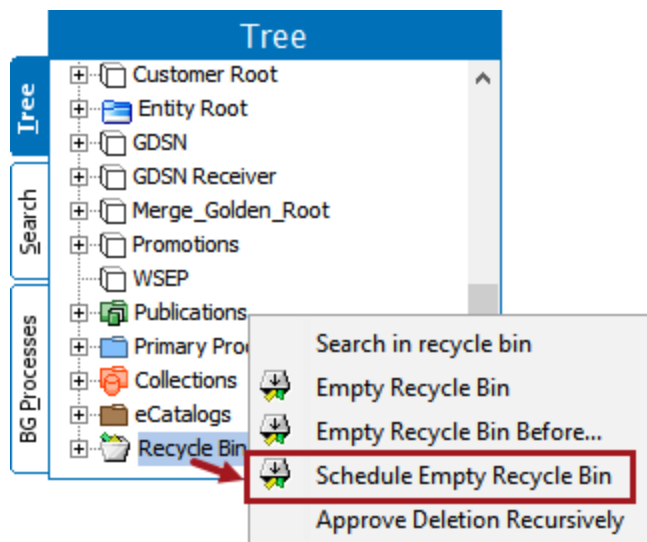 Tree
Tree
Search
BG Processes
Customer Root
Entity Root
GDSN
GDSN Receiver
Merge_Golden_Root
Promotions
WSEP
Publications
Primary Pro
Collections
eCatalogs
Recycle Bin
Search in recycle bin
Empty Recycle Bin
Empty Recycle Bin Before...
Schedule Empty Recycle Bin
Approve Deletion Recursively